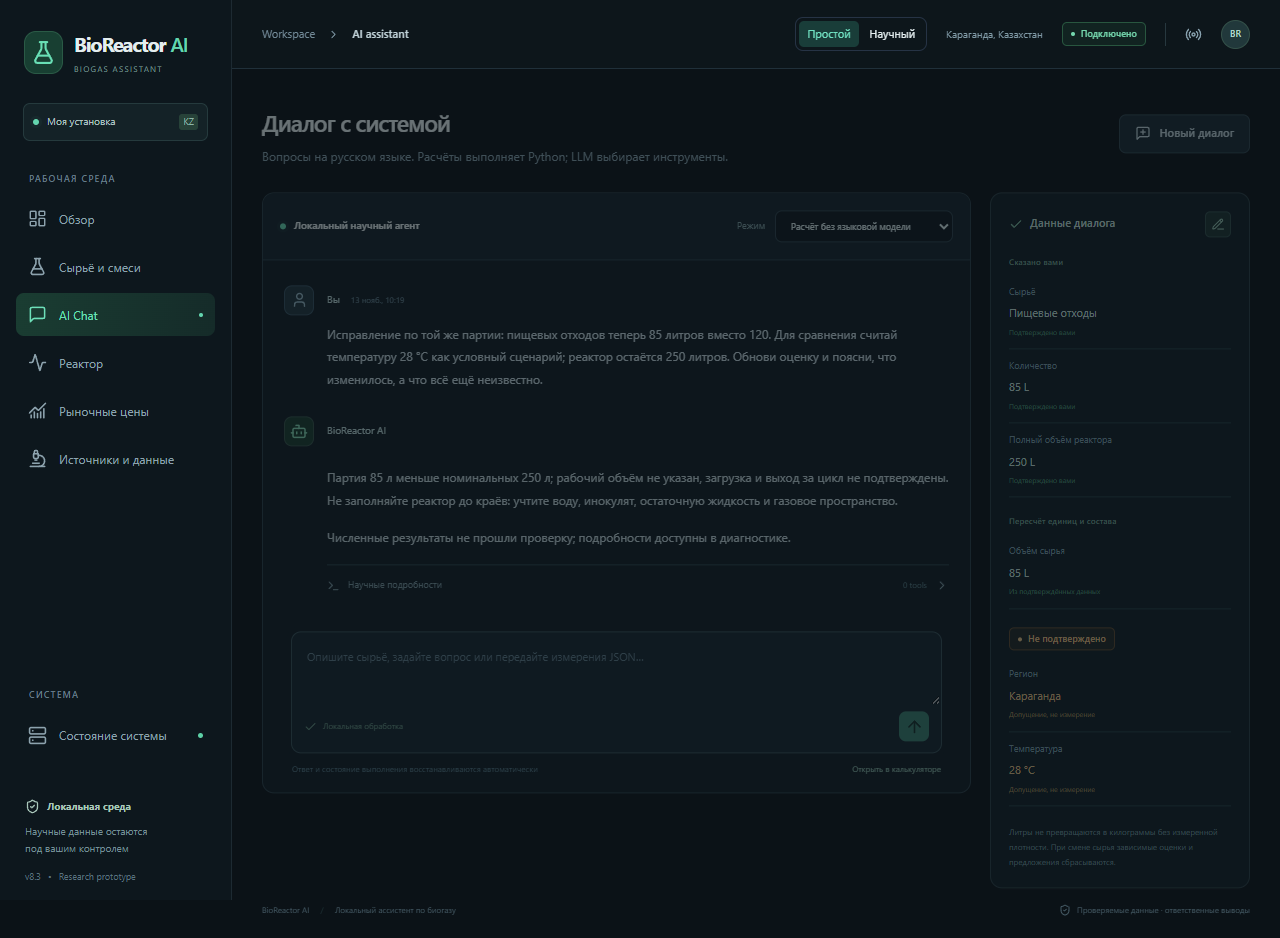 BioReactor AI
BIOGAS ASSISTANT
Моя установка KZ
РАБОЧАЯ СРЕДА
Обзор
Сырьё и смеси
AI Chat
Реактор
Рыночные цены
Источники и данные
СИСТЕМА
Состояние системы
Локальная среда
Научные данные остаются
под вашим контролем
v8.3 • Research prototype
Workspace > AI assistant
Простой Научный
Караганда, Казахстан
Подключено
BR
Диалог с системой
Вопросы на русском языке. Расчёты выполняет Python; LLM выбирает инструменты.
Новый диалог
Локальный научный агент
Режим Расчёт без языковой модели
Вы 13 нояб., 10:19
Исправление по той же партии: пищевых отходов теперь 85 литров вместо 120. Для сравнения считай
температуру 28 °C как условный сценарий; реактор остаётся 250 литров. Обнови оценку и поясни, что
изменилось, а что всё ещё неизвестно.
BioReactor AI
Партия 85 л меньше номинальных 250 л; рабочий объём не указан, загрузка и выход за цикл не подтверждены.
Не заполняйте реактор до краёв: учтите воду, инокулят, остаточную жидкость и газовое пространство.
Численные результаты не прошли проверку; подробности доступны в диагностике.
Научные подробности 0 tools
Опишите сырьё, задайте вопрос или передайте измерения JSON...
Локальная обработка
Ответ и состояние выполнения восстанавливаются автоматически
Открыть в калькуляторе
Данные диалога
Сказано вами
Сырьё
Пищевые отходы
Подтверждено вами
Количество
85 L
Подтверждено вами
Полный объём реактора
250 L
Подтверждено вами
Пересчёт единиц и состава
Объём сырья
85 L
Из подтверждённых данных
Не подтверждено
Регион
Караганда
Допущение, не измерение
Температура
28 °C
Допущение, не измерение
Литры не превращаются в килограммы без измеренной
плотности. При смене сырья зависимые оценки и
предложения сбрасываются.
BioReactor AI / Локальный ассистент по биогазу
Проверяемые данные · ответственные выводы